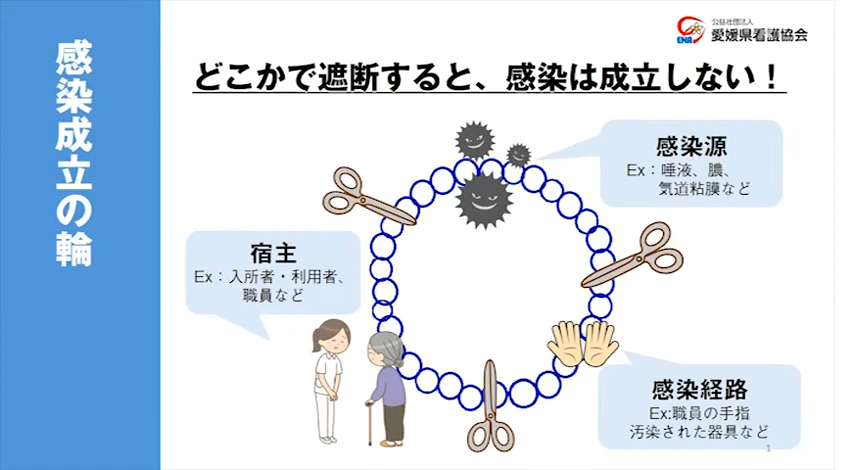 感染成立の輪
公益社団法人
ENA 愛媛県看護協会
どこかで遮断すると、感染は成立しない！
感染源
Ex：唾液、膿、
気道粘膜など
宿主
Ex：入所者・利用者、
職員など
感染経路
Ex:職員の手指
汚染された器具など
1